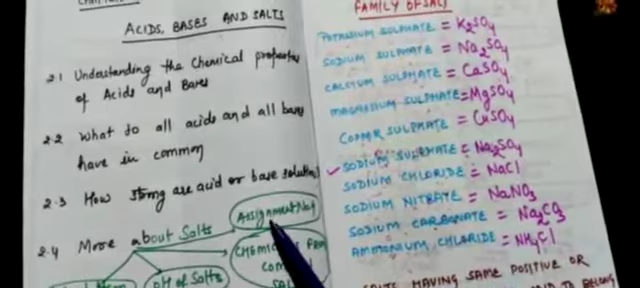 ACIDS, BASES AND SALTS
2.1 Understanding the Chemical properties
of Acids and Bases
2.2 What do all acids and all bases
have in common
2.3 How strong are acid or base solutions
2.4 More about Salts
Assignment No4
pH of Salts
FAMILY OF SALT
POTASSIUM SULPHATE = K2SO4
SODIUM SULPHATE = Na2SO4
CALCIUM SULPHATE = CaSO4
MAGNESIUM SULPHATE = MgSO4
COPPER SULPHATE = CuSO4
SODIUM SULPHATE = Na2SO4
SODIUM CHLORIDE = NaCl
SODIUM NITRATE = NaNO3
SODIUM CARBONATE = Na2CO3
AMMONIUM CHLORIDE = NH4Cl
SALTS HAVING SAME POSITIVE OR